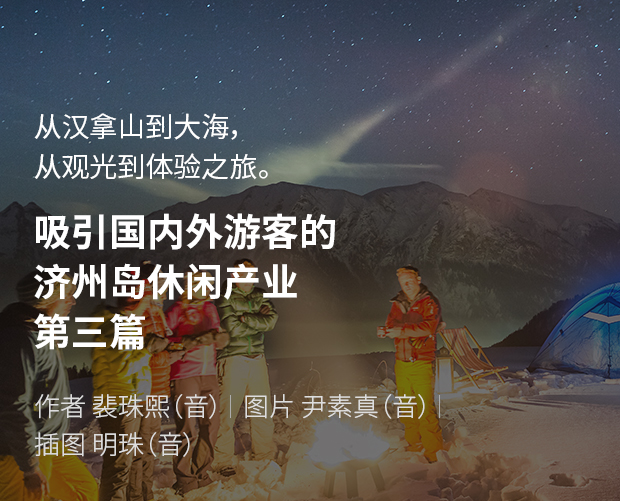 从汉拿山到大海，
从观光到体验之旅。
吸引国内外游客的
济州岛休闲产业
第三篇
作者 裴珠熙（音）｜图片 尹素真（音）｜
插图 明珠（音）